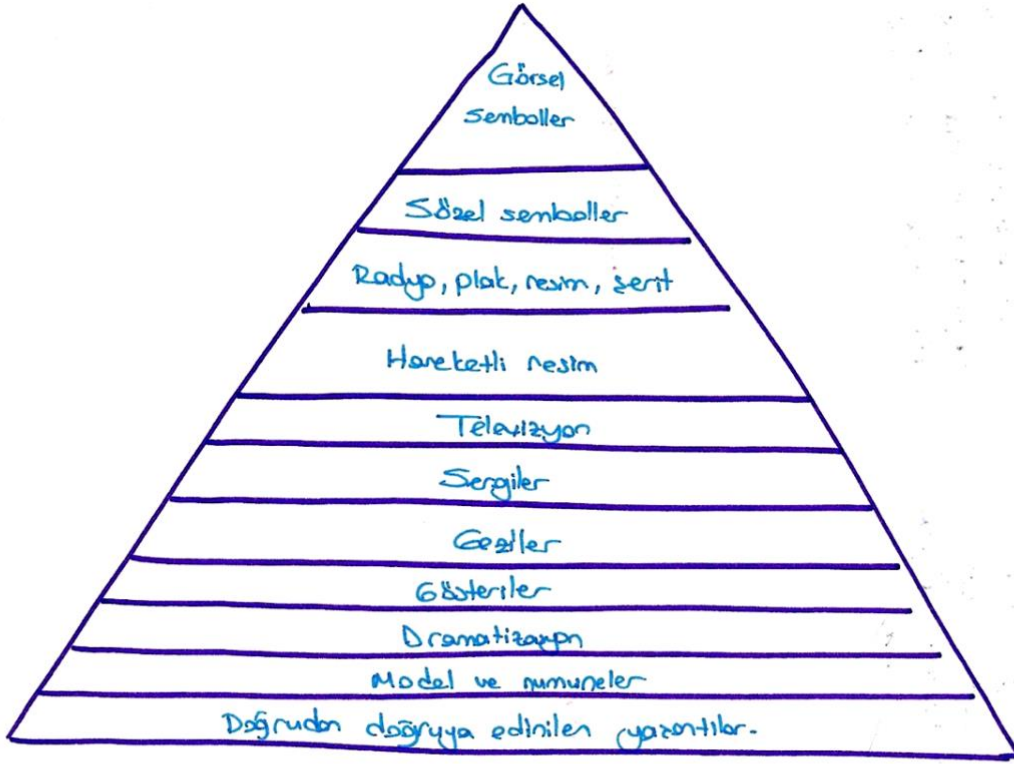 Görsel
semboller
Sözel semboller
Radyo, plak, resim, şerit
Hareketli resim
Televizyon
Sergiler
Geziler
Gösteriler
Dramatizasyon
Model ve numuneler
Doğrudan doğruya edinilen yaşantılar.